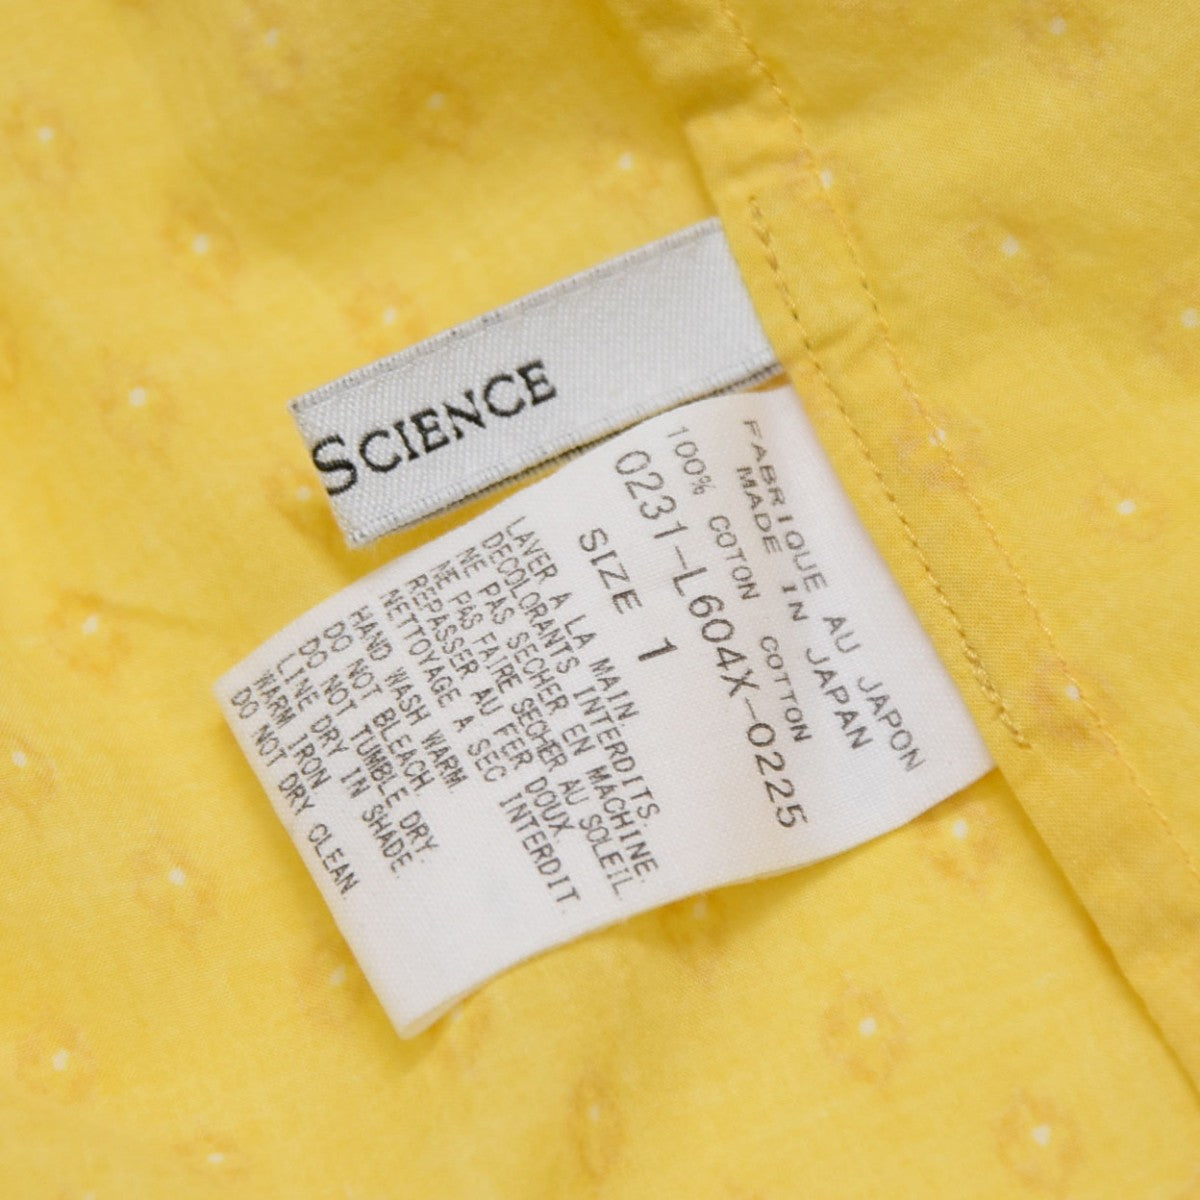 SCIENCE
FABRIQUE AU JAPON
MADE IN JAPAN
100% COTON COTTON
0231-L604X-0225
SIZE 1
LAVER A LA MAIN
DECOLORANTS INTERDITS.
NE PAS SECHER EN MACHINE.
NE PAS FAIRE SECHER AU SOLEIL.
REPASSER AU FER DOUX.
NETTOYAGE A SEC INTERDIT.
HAND WASH WARM.
DO NOT BLEACH.
DO NOT TUMBLE DRY.
LINE DRY IN SHADE.
WARM IRON
DO NOT DRY CLEAN.